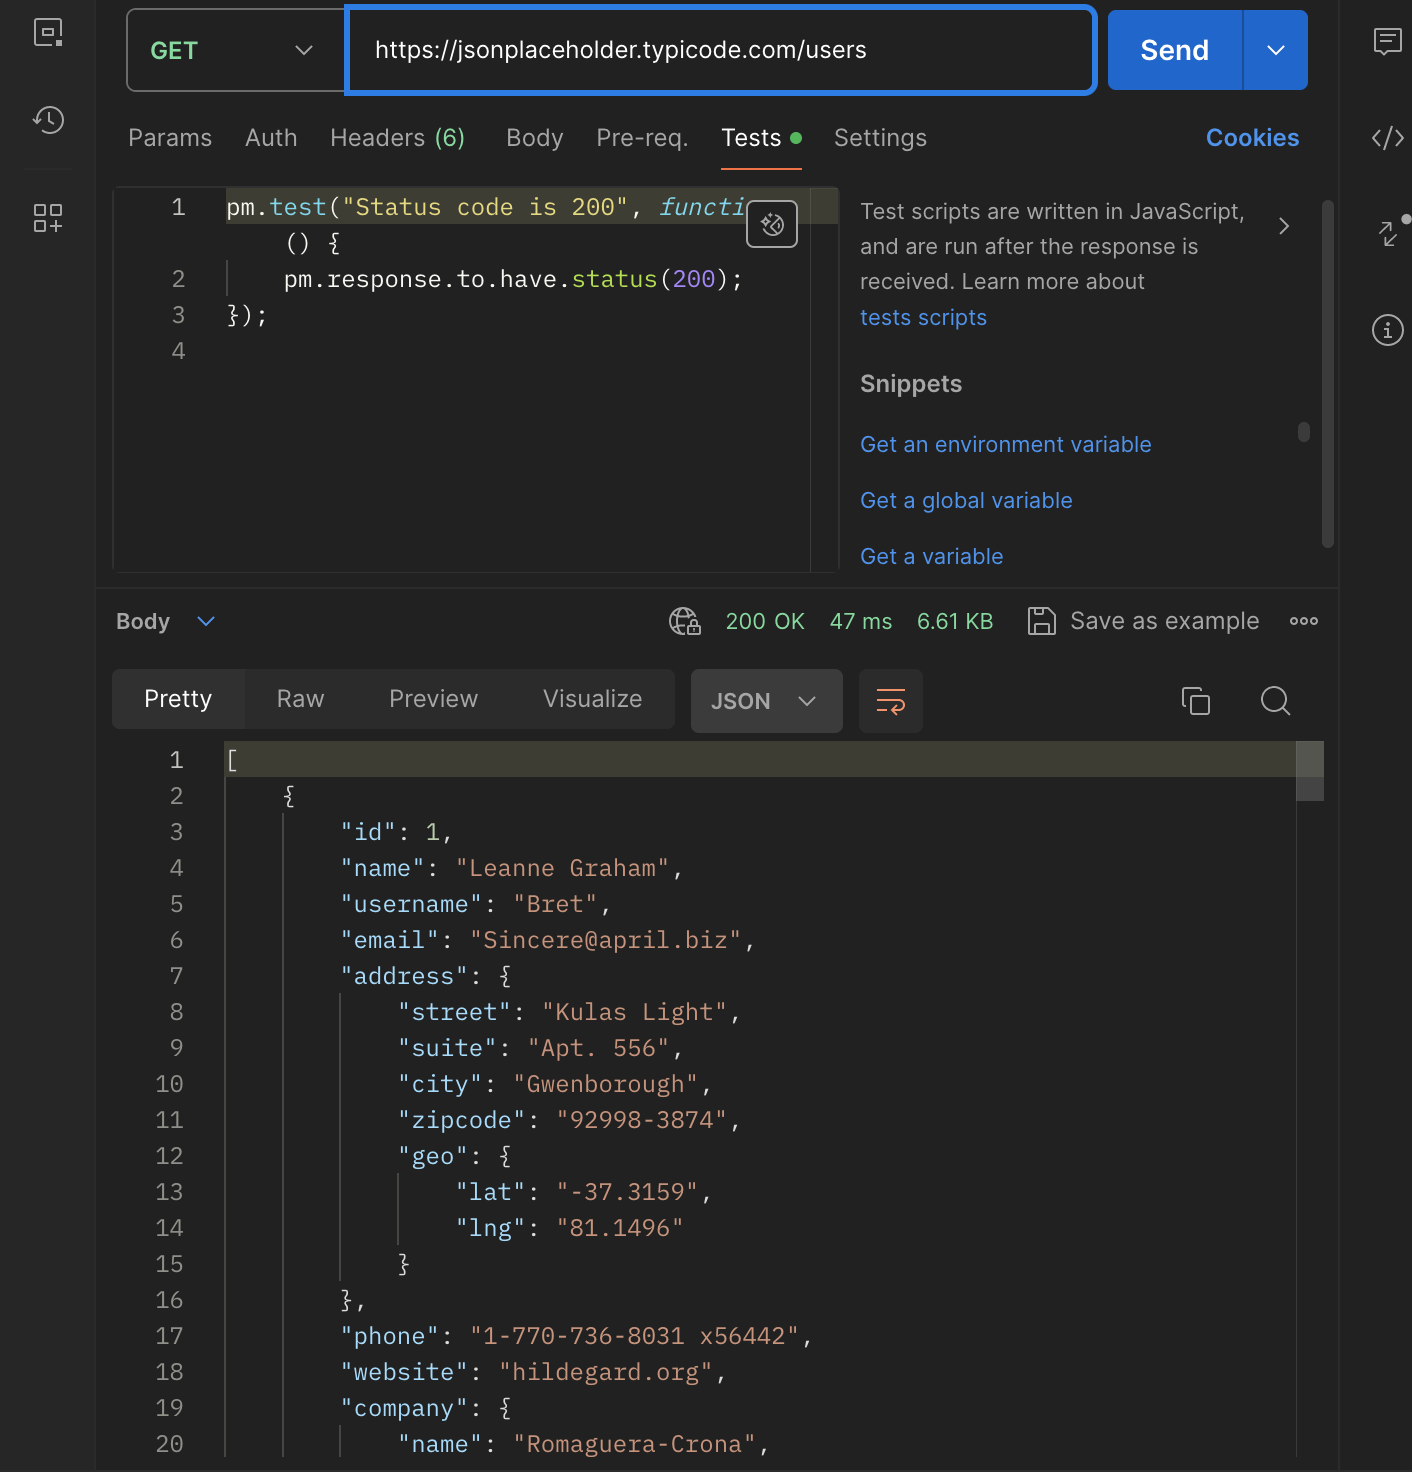 GET
https://jsonplaceholder.typicode.com/users
Send
Params Auth Headers (6) Body Pre-req. Tests Settings Cookies
1 pm.test("Status code is 200", functi
() {
2 pm.response.to.have.status(200);
3 });
4
Test scripts are written in JavaScript,
and are run after the response is
received. Learn more about
tests scripts
Snippets
Get an environment variable
Get a global variable
Get a variable
Body 200 OK 47 ms 6.61 KB Save as example
Pretty Raw Preview Visualize JSON
1 [
2 {
3 "id": 1,
4 "name": "Leanne Graham",
5 "username": "Bret",
6 "email": "Sincere@april.biz",
7 "address": {
8 "street": "Kulas Light",
9 "suite": "Apt. 556",
10 "city": "Gwenborough",
11 "zipcode": "92998-3874",
12 "geo": {
13 "lat": "-37.3159",
14 "lng": "81.1496"
15 }
16 },
17 "phone": "1-770-736-8031 x56442",
18 "website": "hildegard.org",
19 "company": {
20 "name": "Romaguera-Crona",